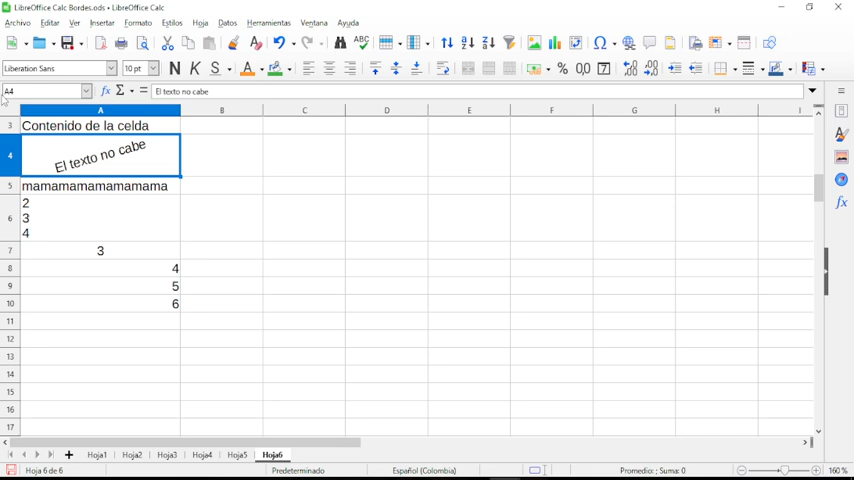 LibreOffice Calc Bordes.ods • LibreOffice Calc
Archivo Editar Ver Insertar Formato Estilos Hoja Datos Herramientas Ventana Ayuda
Liberation Sans 10 pt N K S
A4 El texto no cabe
A B C D E F G H I
3 Contenido de la celda
4 El texto no cabe
5 mamamamamamamama
6 2
3
4
7 3
8 4
9 5
10 6
11
12
13
14
15
16
17
Hoja1 Hoja2 Hoja3 Hoja4 Hoja5 Hoja6
Hoja 6 de 6 Predeterminado Español (Colombia) Promedio: ; Suma: 0 160 %